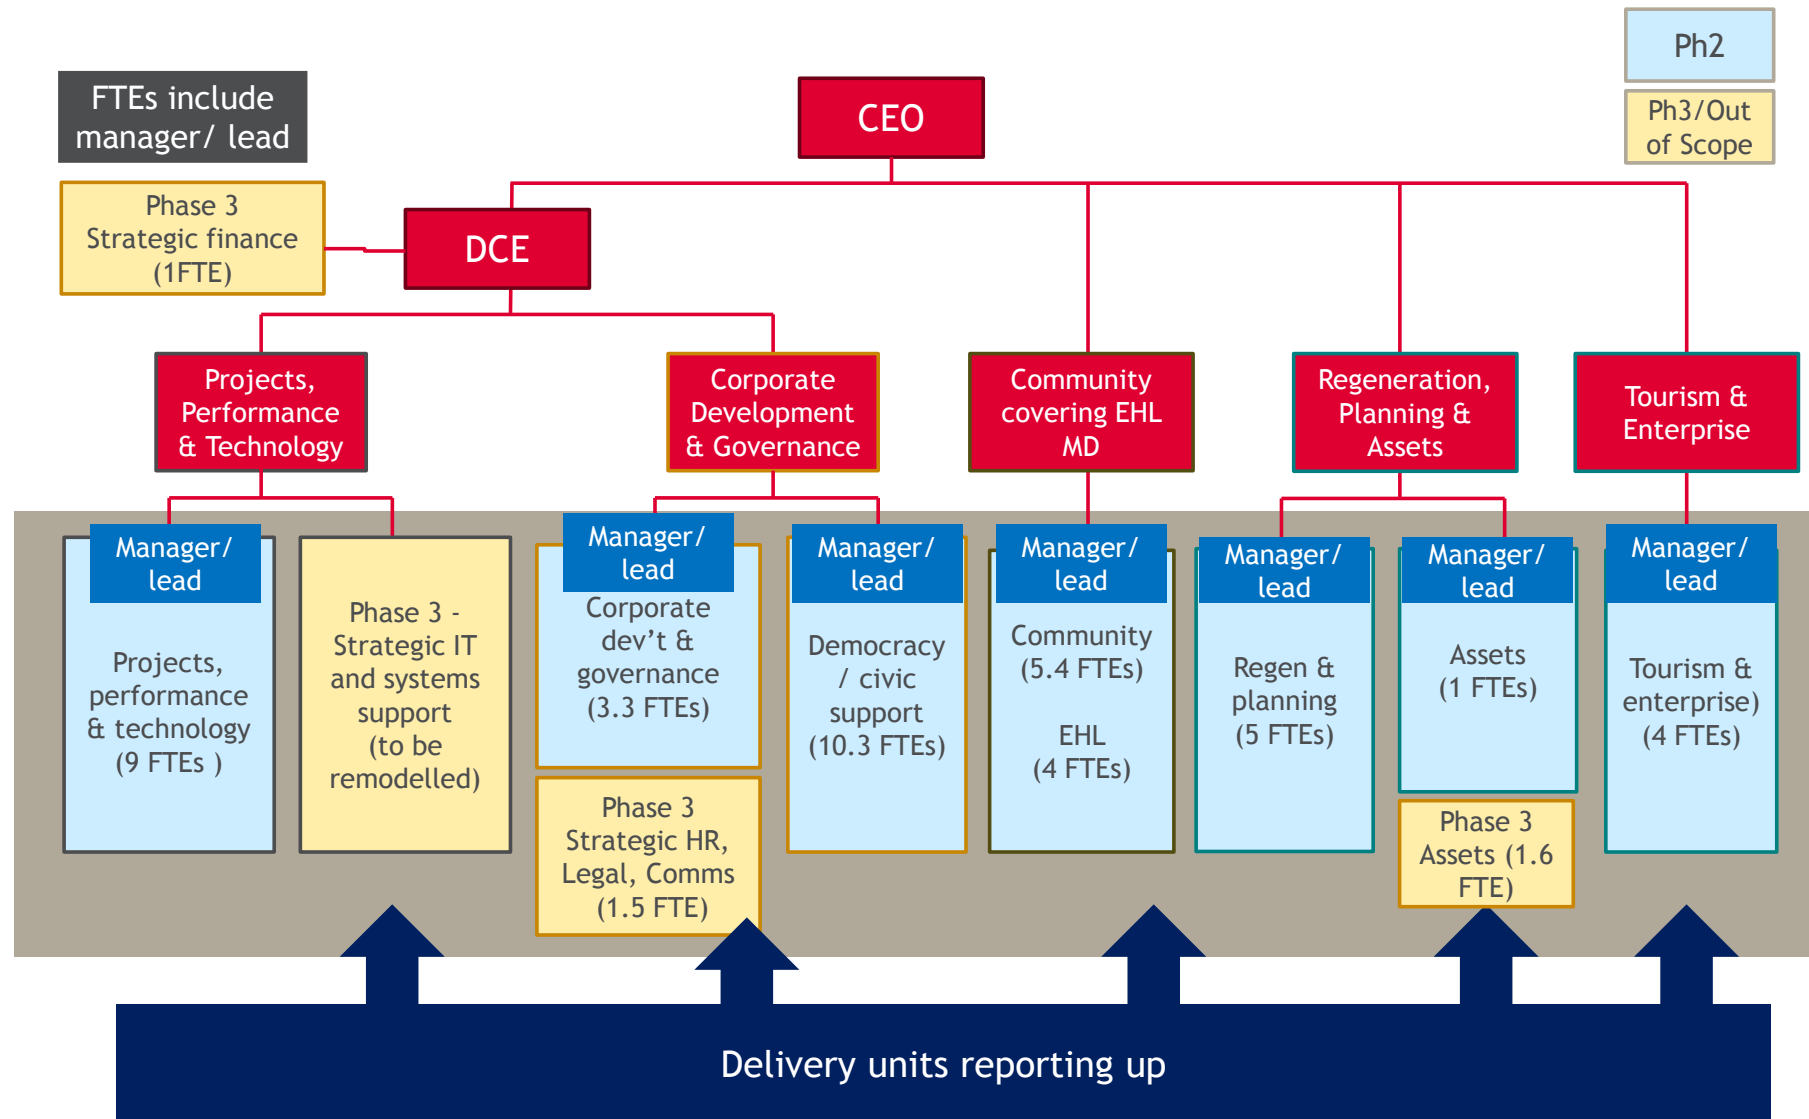 Ph2
Ph3/Out
of Scope
FTEs include
manager/ lead
CEO
Phase 3
Strategic finance
(1FTE)
DCE
Projects,
Performance
& Technology
Corporate
Development
& Governance
Community
covering EHL
MD
Regeneration,
Planning &
Assets
Tourism &
Enterprise
Manager/
lead
Projects,
performance
& technology
(9 FTEs )
Phase 3 -
Strategic IT
and systems
support
(to be
remodelled)
Manager/
lead
Corporate
dev’t &
governance
(3.3 FTEs)
Phase 3
Strategic HR,
Legal, Comms
(1.5 FTE)
Manager/
lead
Democracy
/ civic
support
(10.3 FTEs)
Manager/
lead
Community
(5.4 FTEs)
EHL
(4 FTEs)
Manager/
lead
Regen &
planning
(5 FTEs)
Manager/
lead
Assets
(1 FTEs)
Phase 3
Assets (1.6
FTE)
Manager/
lead
Tourism &
enterprise)
(4 FTEs)
Delivery units reporting up